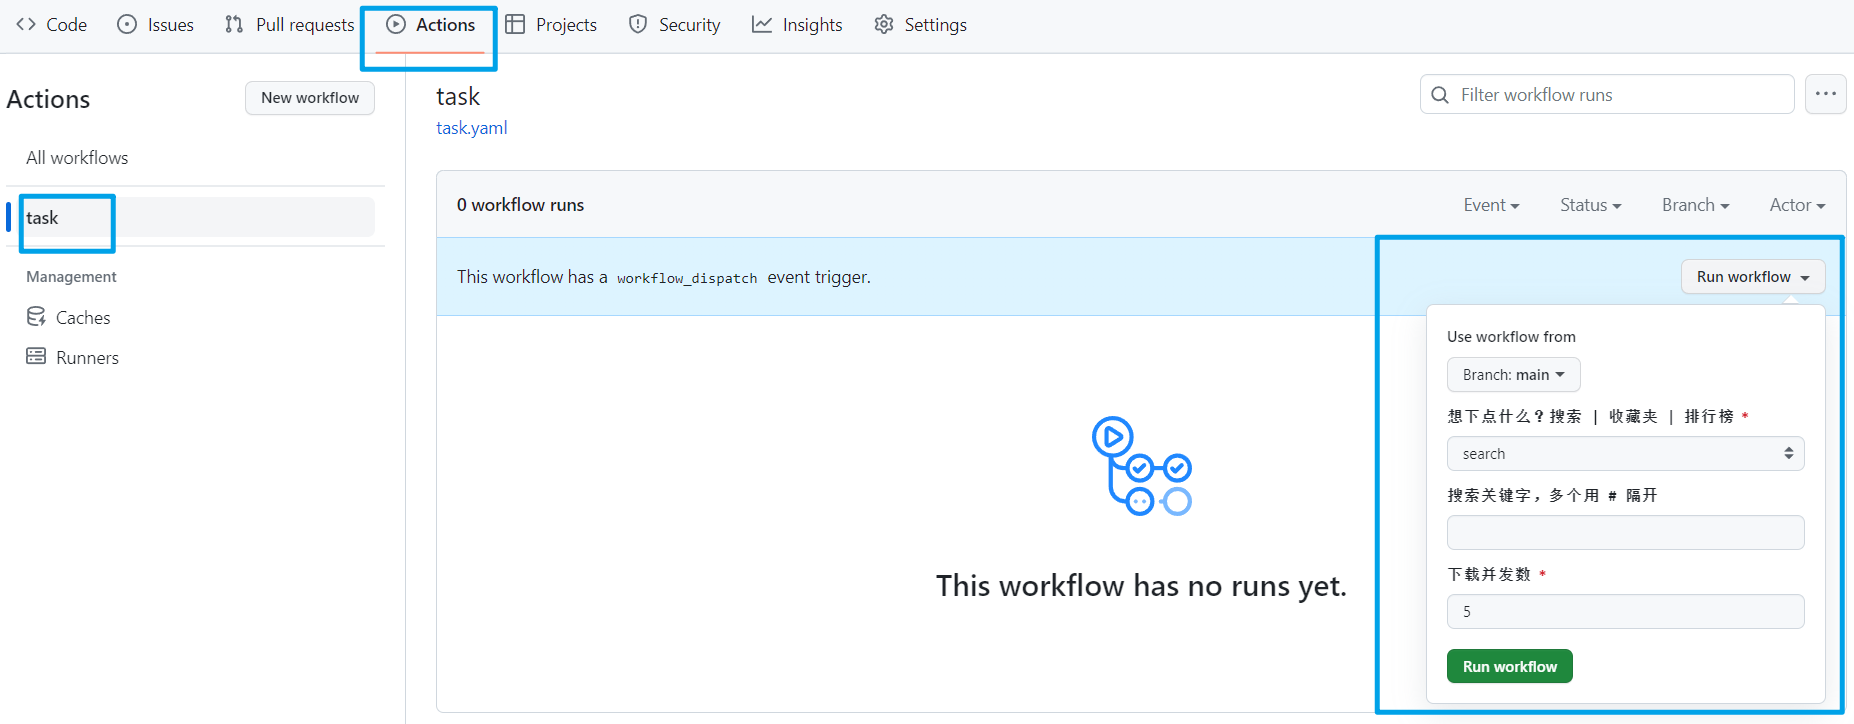 Code Issues Pull requests Actions Projects Security Insights Settings
Actions
New workflow
All workflows
task
Management
Caches
Runners
task
task.yaml
Filter workflow runs
0 workflow runs
Event Status Branch Actor
This workflow has a workflow_dispatch event trigger.
Run workflow
Use workflow from
Branch: main
想下点什么？搜索 | 收藏夹 | 排行榜 *
search
搜索关键字，多个用 # 隔开
下载并发数 *
5
Run workflow
This workflow has no runs yet.